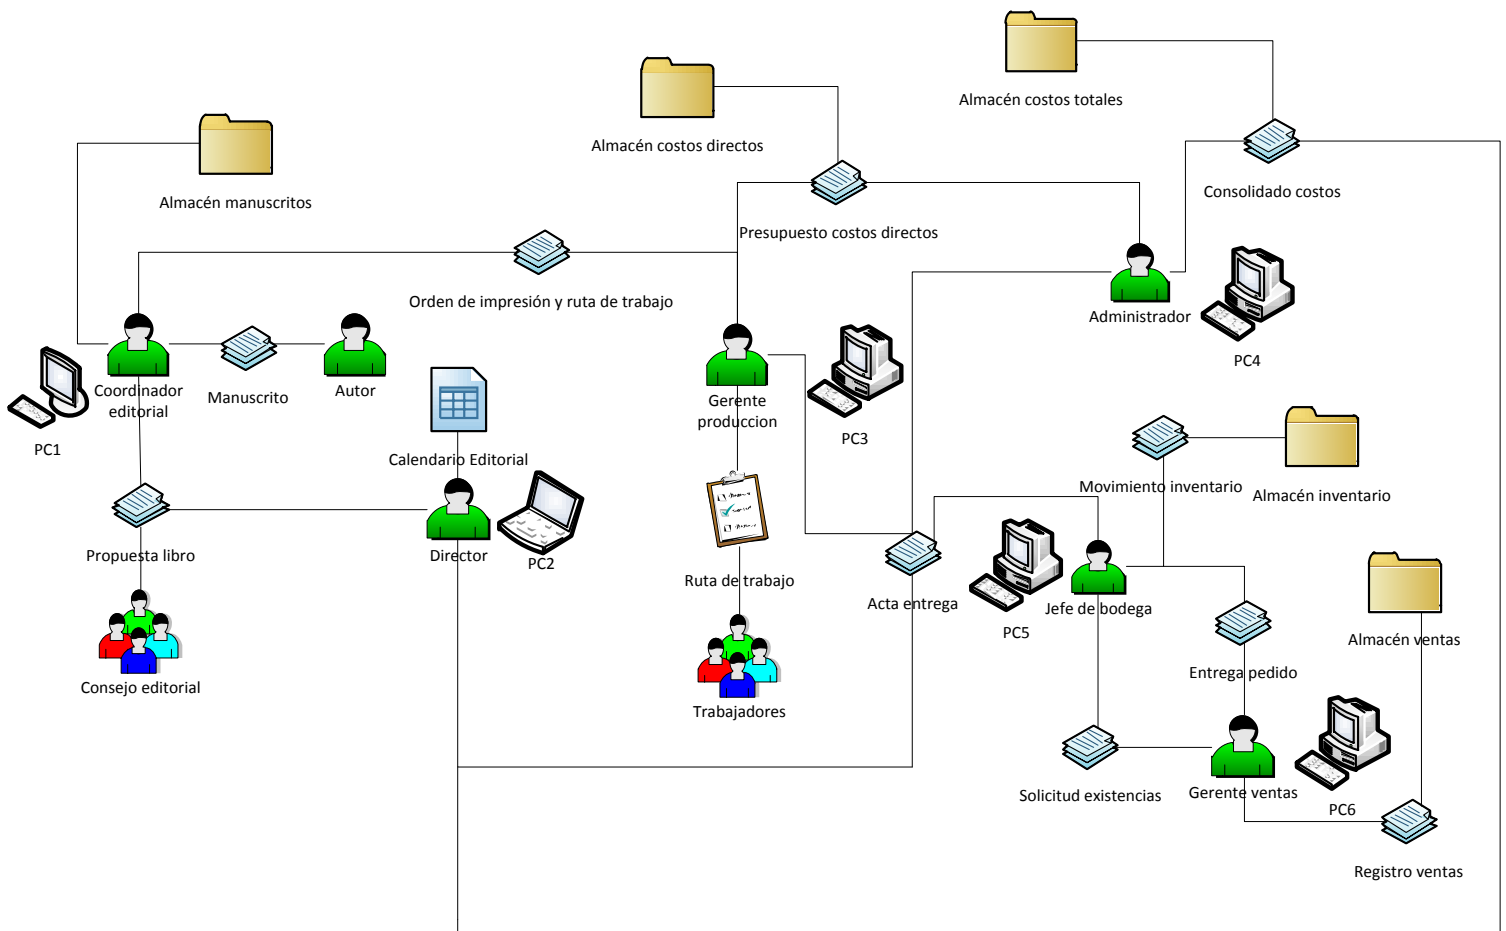 Almacén costos totales
Almacén costos directos
Consolidado costos
Almacén manuscritos
Presupuesto costos directos
Orden de impresión y ruta de trabajo
Administrador
PC4
Coordinador
editorial
Manuscrito
Autor
Gerente
produccion
PC3
PC1
Calendario Editorial
Movimiento inventario
Almacén inventario
Propuesta libro
Director
PC2
Ruta de trabajo
Acta entrega
PC5
Jefe de bodega
Almacén ventas
Entrega pedido
Consejo editorial
Trabajadores
Solicitud existencias
Gerente ventas
PC6
Registro ventas